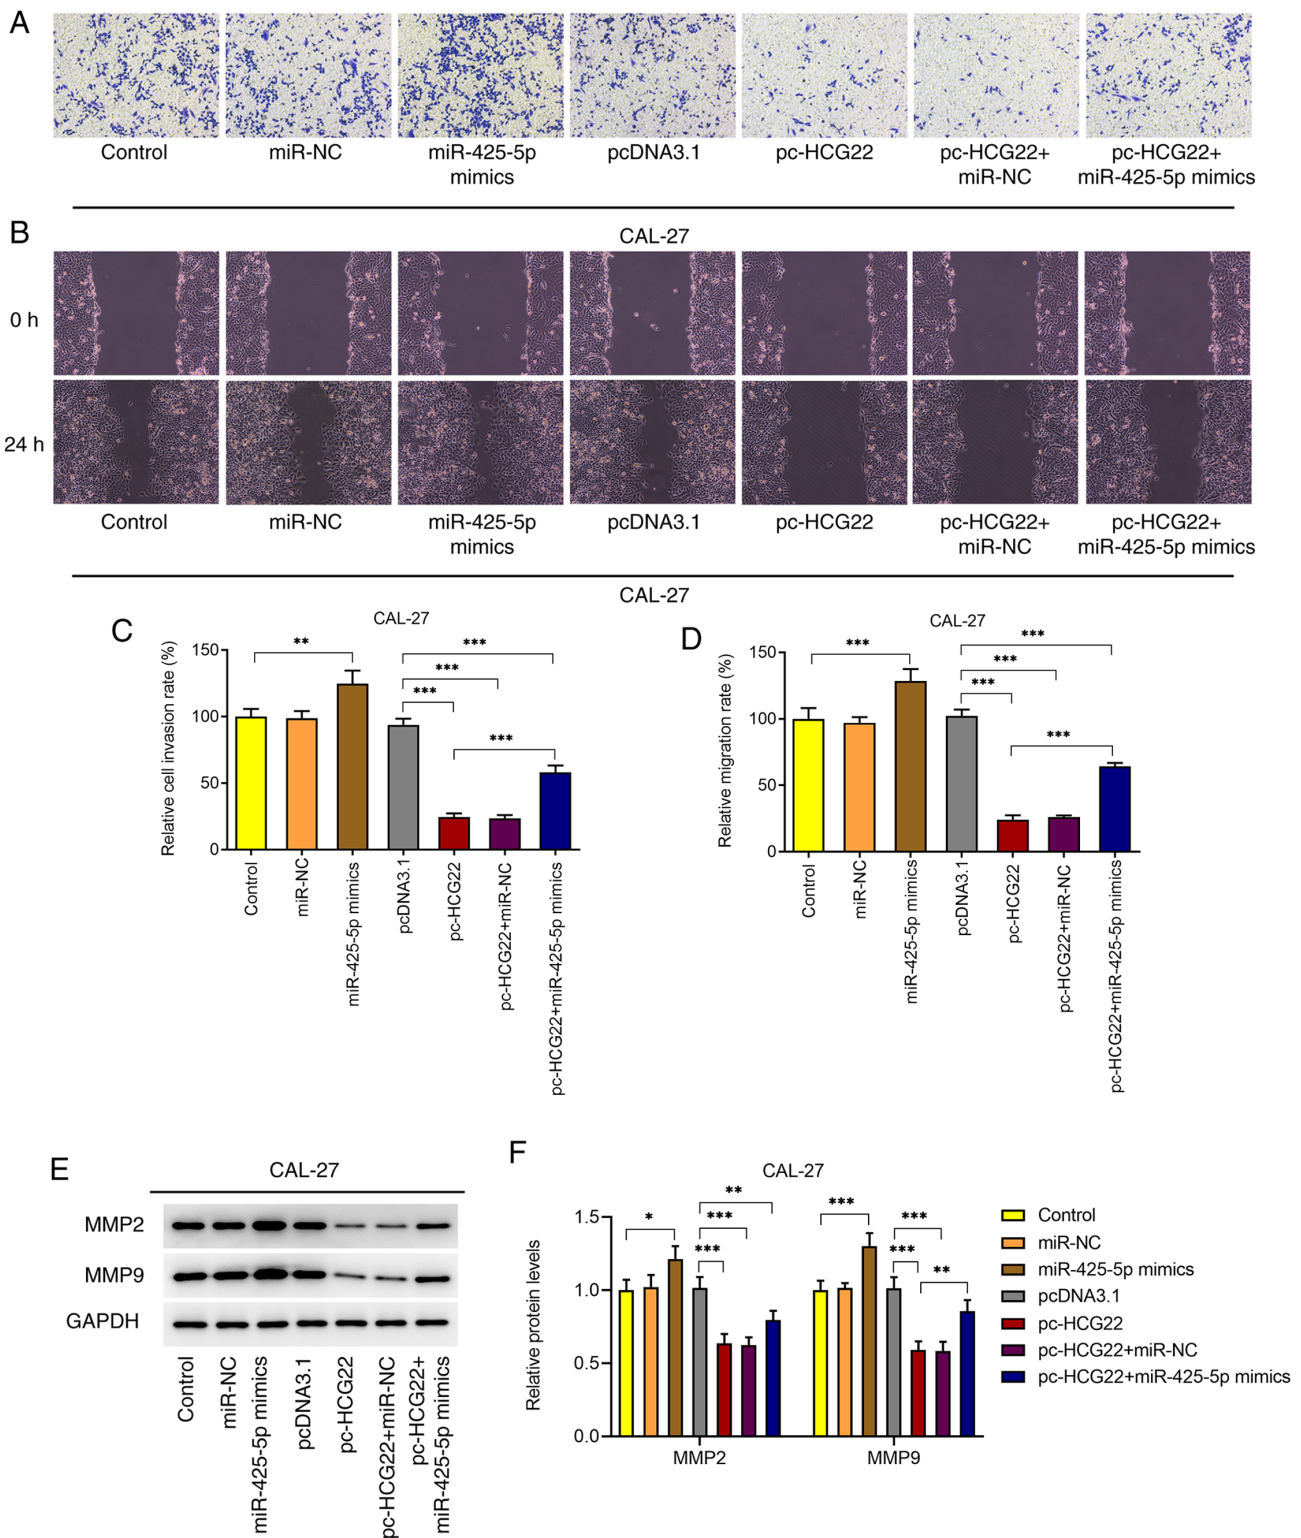 A
Control
miR-NC
miR-425-5p
mimics
pcDNA3.1
pc-HCG22
pc-HCG22+
miR-NC
pc-HCG22+
miR-425-5p mimics
CAL-27
B
0 h
24 h
Control
miR-NC
miR-425-5p
mimics
pcDNA3.1
pc-HCG22
pc-HCG22+
miR-NC
pc-HCG22+
miR-425-5p mimics
CAL-27
C
CAL-27
Relative cell invasion rate (%)
150
100
50
0
**
***
***
***
***
Control
miR-NC
miR-425-5p mimics
pcDNA3.1
pc-HCG22
pc-HCG22+miR-NC
pc-HCG22+miR-425-5p mimics
D
CAL-27
Relative migration rate (%)
150
100
50
0
***
***
***
***
***
Control
miR-NC
miR-425-5p mimics
pcDNA3.1
pc-HCG22
pc-HCG22+miR-NC
pc-HCG22+miR-425-5p mimics
E
CAL-27
MMP2
MMP9
GAPDH
Control
miR-NC
miR-425-5p mimics
pcDNA3.1
pc-HCG22
pc-HCG22+miR-NC
pc-HCG22+
miR-425-5p mimics
F
CAL-27
Relative protein levels
1.5
1.0
0.5
0.0
*
**
***
***
***
***
***
**
MMP2
MMP9
Control
miR-NC
miR-425-5p mimics
pcDNA3.1
pc-HCG22
pc-HCG22+miR-NC
pc-HCG22+miR-425-5p mimics